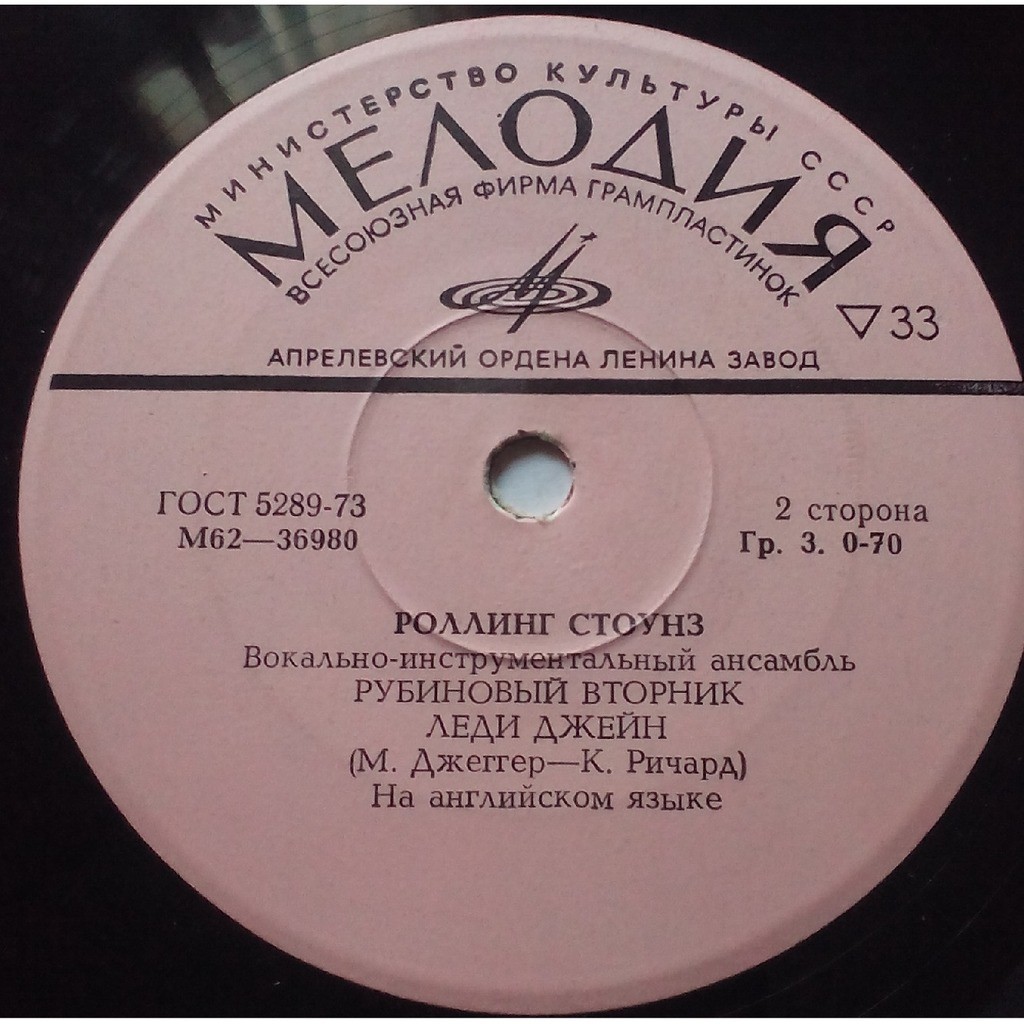 МИНИСТЕРСТВО КУЛЬТУРЫ СССР
МЕЛОДИЯ
ВСЕСОЮЗНАЯ ФИРМА ГРАМПЛАСТИНОК
▽33
АПРЕЛЕВСКИЙ ОРДЕНА ЛЕНИНА ЗАВОД
ГОСТ 5289-73
М62—36980
2 сторона
Гр. 3. 0-70
РОЛЛИНГ СТОУНЗ
Вокально-инструментальный ансамбль
РУБИНОВЫЙ ВТОРНИК
ЛЕДИ ДЖЕЙН
(М. Джеггер—К. Ричард)
На английском языке